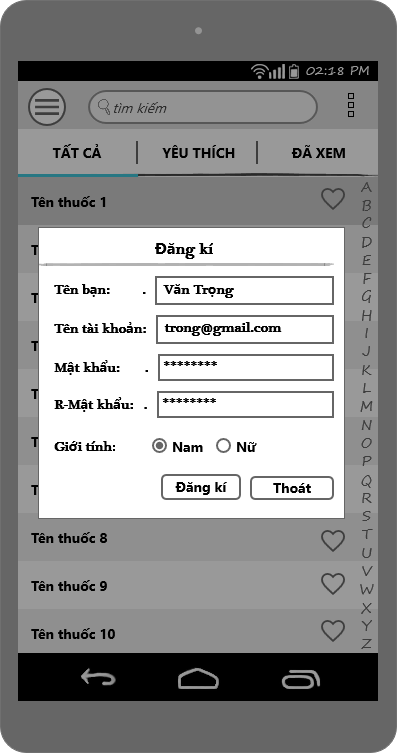 02:18 PM
tìm kiếm
TẤT CẢ YÊU THÍCH ĐÃ XEM
Tên thuốc 1
Đăng kí
Tên bạn: . Văn Trọng
Tên tài khoản: trong@gmail.com
Mật khẩu: . ********
R-Mật khẩu: . ********
Giới tính: Nam Nữ
Đăng kí Thoát
Tên thuốc 8
Tên thuốc 9
Tên thuốc 10
A
B
C
D
E
F
G
H
I
J
K
L
M
N
O
P
Q
R
S
T
U
V
W
X
Y
Z